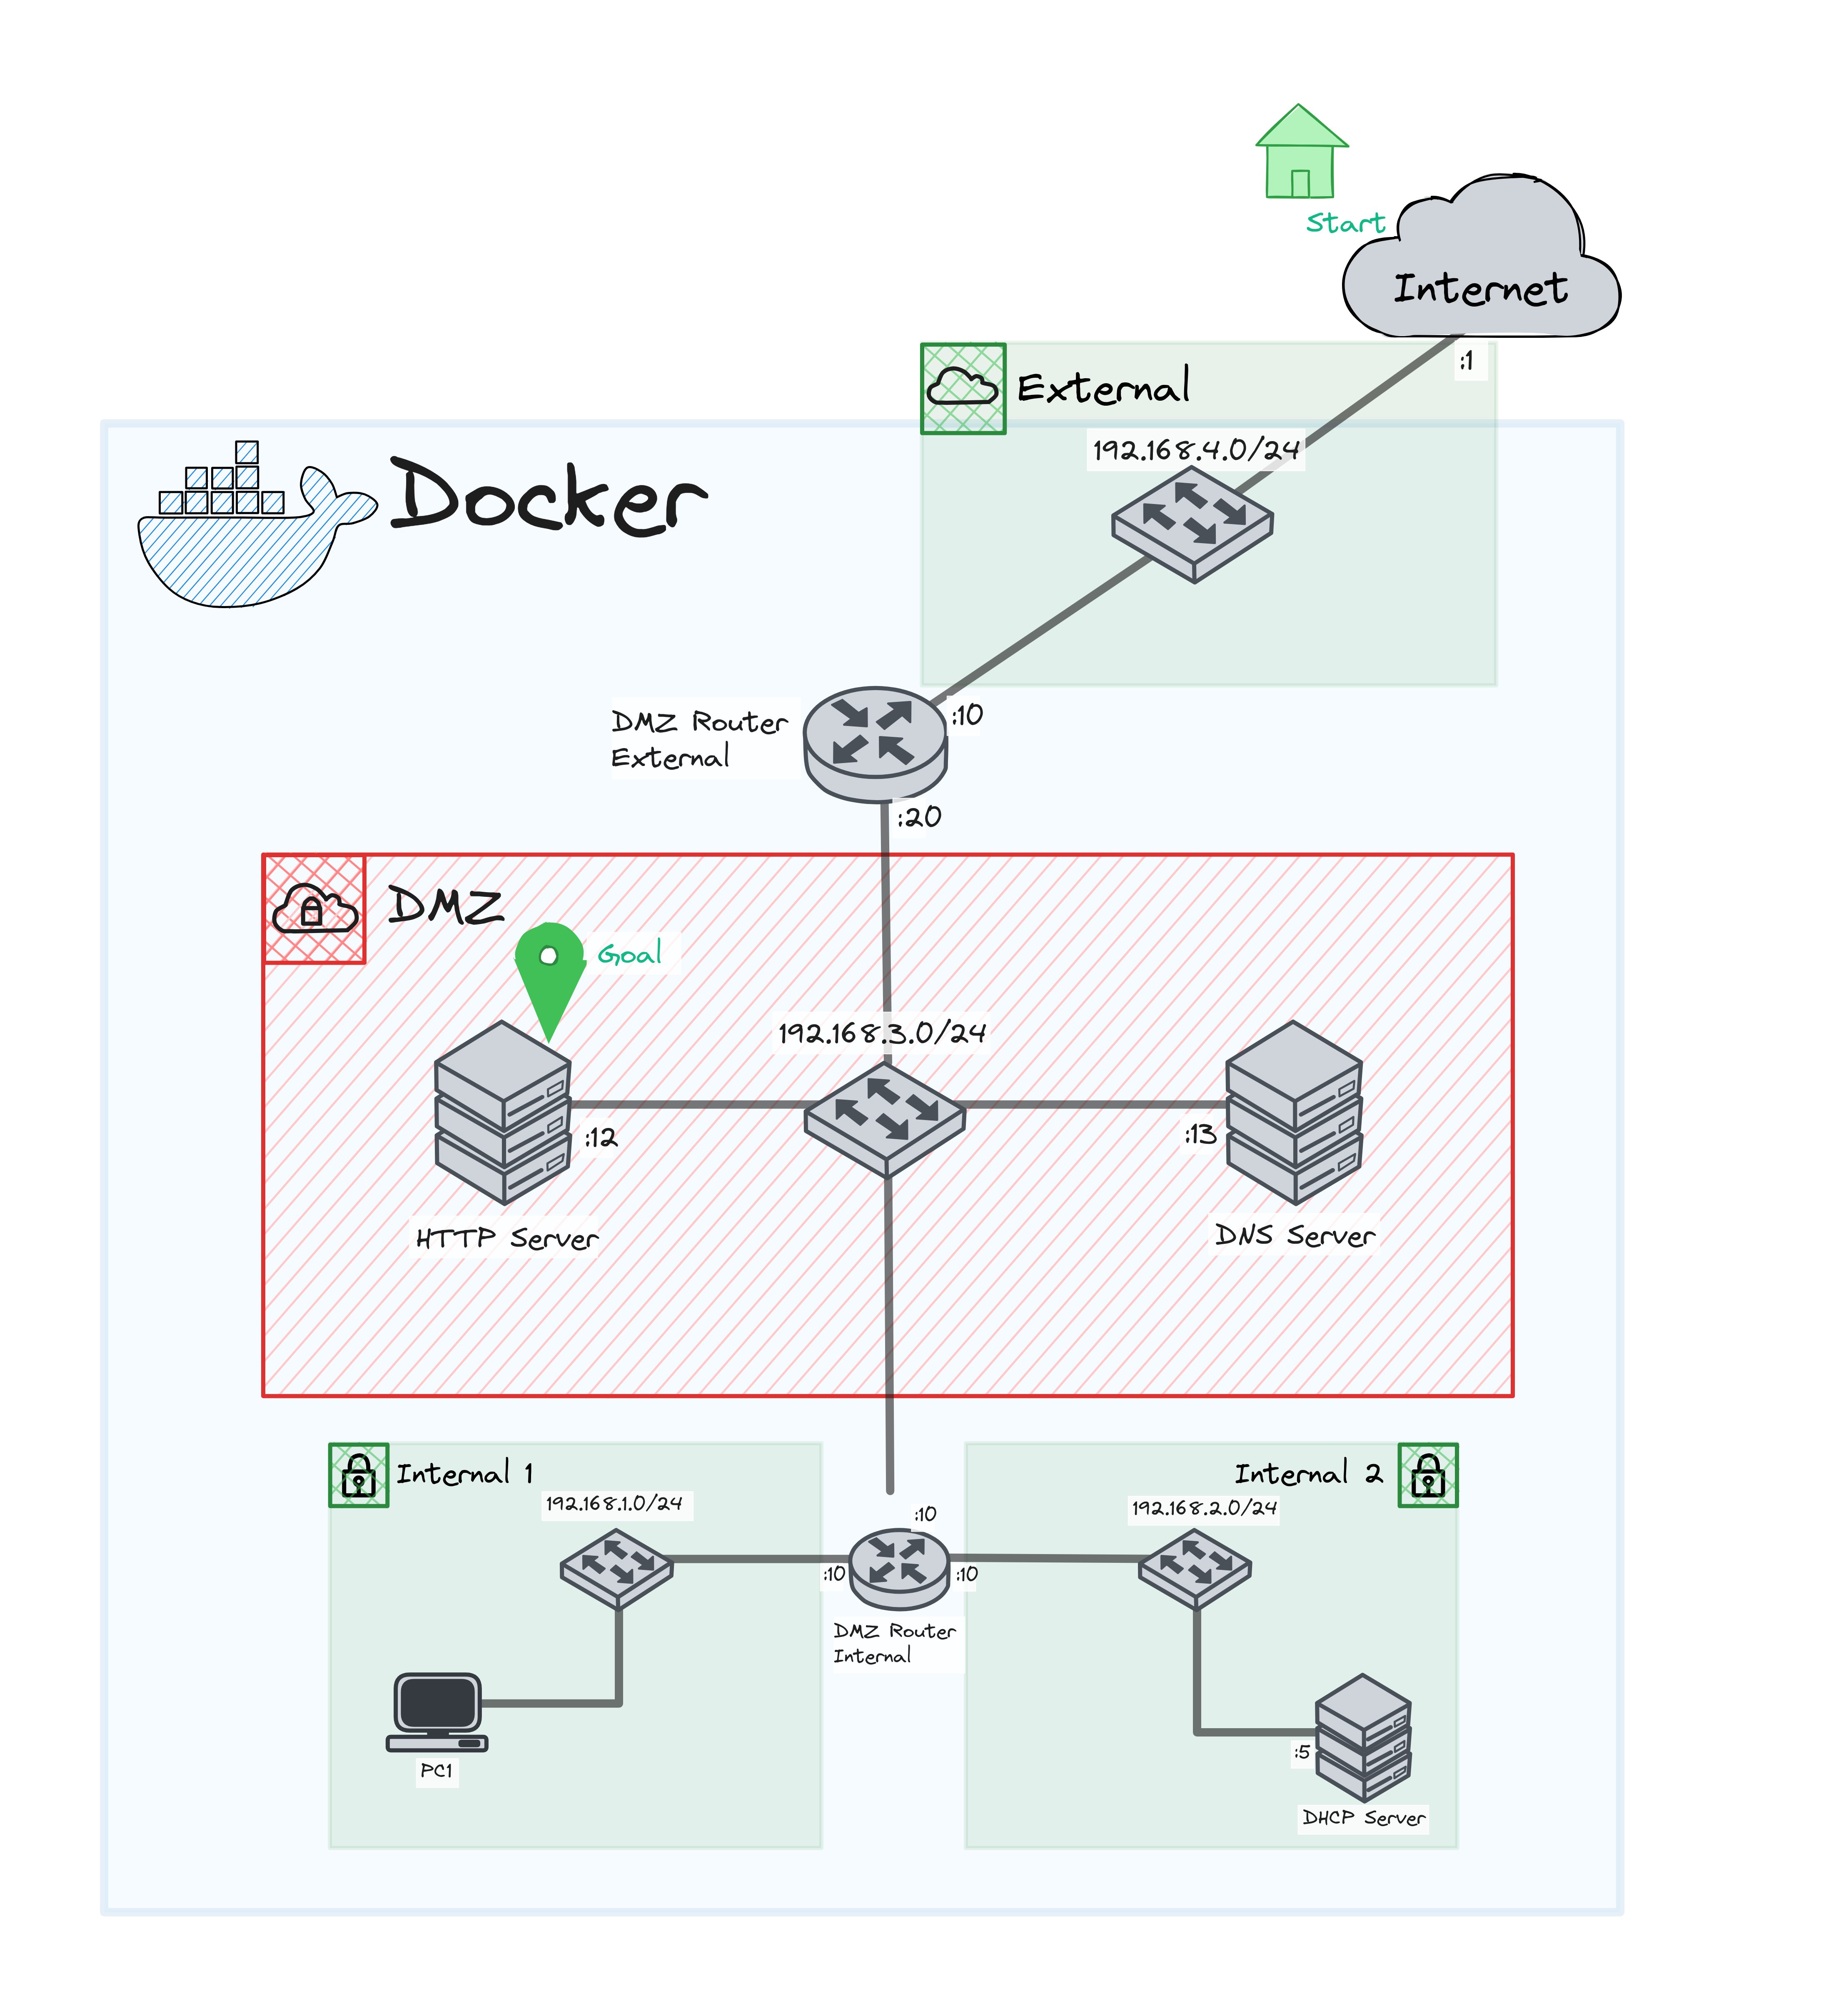 Start
Internet
:1
External
192.168.4.0/24
Docker
:10
DMZ Router
External
:20
DMZ
Goal
192.168.3.0/24
:12
:13
HTTP Server
DNS Server
Internal 1
Internal 2
192.168.1.0/24
192.168.2.0/24
:10
:10
:10
DMZ Router
Internal
:5
PC1
DHCP Server